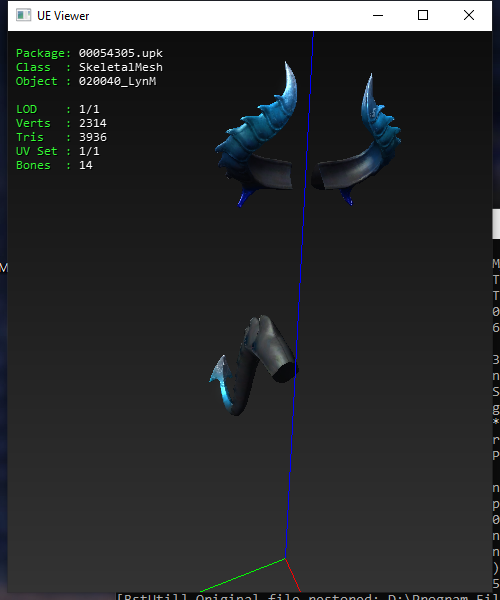 UE Viewer
Package: 00054305.upk
Class : SkeletalMesh
Object : 020040_LynM
LOD : 1/1
Verts : 2314
Tris : 3936
UV Set : 1/1
Bones : 14
M
M
T
T
0
6
3
n
S
g
*
r
P
n
p
0
n
n
)
5
[BstUtil] Original file restored: D:\Program Fil